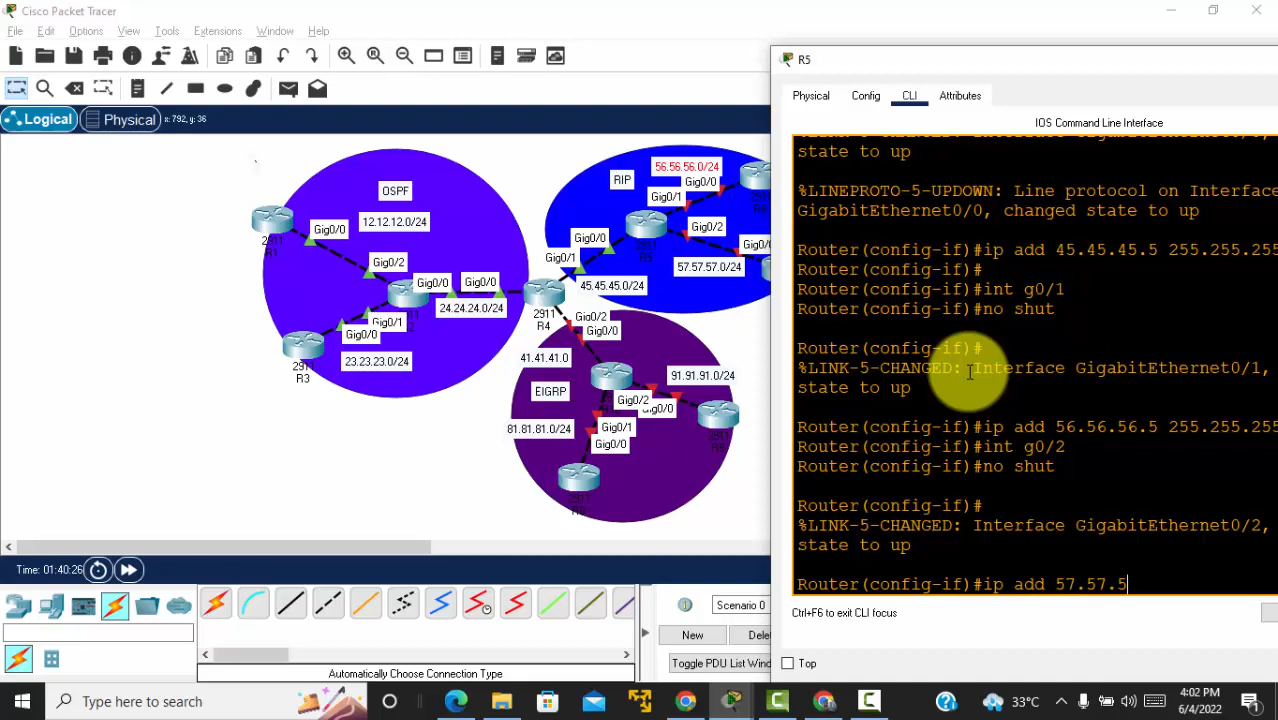 Cisco Packet Tracer
File Edit Options View Tools Extensions Window Help
Logical Physical x: 792, y: 36
R5
Physical Config CLI Attributes
IOS Command Line Interface
state to up
%LINEPROTO-5-UPDOWN: Line protocol on Interface
GigabitEthernet0/0, changed state to up
Router(config-if)#ip add 45.45.45.5 255.255.255
Router(config-if)#
Router(config-if)#int g0/1
Router(config-if)#no shut
Router(config-if)#
%LINK-5-CHANGED: Interface GigabitEthernet0/1,
state to up
Router(config-if)#ip add 56.56.56.5 255.255.255
Router(config-if)#int g0/2
Router(config-if)#no shut
Router(config-if)#
%LINK-5-CHANGED: Interface GigabitEthernet0/2,
state to up
Router(config-if)#ip add 57.57.5
Ctrl+F6 to exit CLI focus
Top
OSPF
12.12.12.0/24
Gig0/0
2911
R1
Gig0/2
Gig0/0
Gig0/0
24.24.24.0/24
Gig0/1
Gig0/0
2911
R3
23.23.23.0/24
RIP
56.56.56.0/24
Gig0/0
Gig0/1
Gig0/2
2911
R5
57.57.57.0/24
Gig0/0
Gig0/1
45.45.45.0/24
2911
R4
Gig0/2
Gig0/0
41.41.41.0
EIGRP
91.91.91.0/24
Gig0/2
81.81.81.0/24
Gig0/1
Gig0/0
2911
2911
Time: 01:40:26
Scenario 0
New
Toggle PDU List Wind
Automatically Choose Connection Type
Type here to search
33°C
4:02 PM
6/4/2022